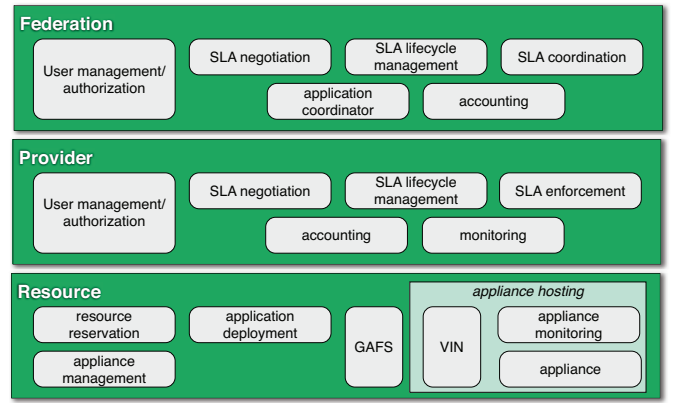 Federation
User management/
authorization
SLA negotiation
SLA lifecycle
management
SLA coordination
application
coordinator
accounting
Provider
User management/
authorization
SLA negotiation
SLA lifecycle
management
SLA enforcement
accounting
monitoring
Resource
resource
reservation
application
deployment
appliance
management
GAFS
appliance hosting
VIN
appliance
monitoring
appliance